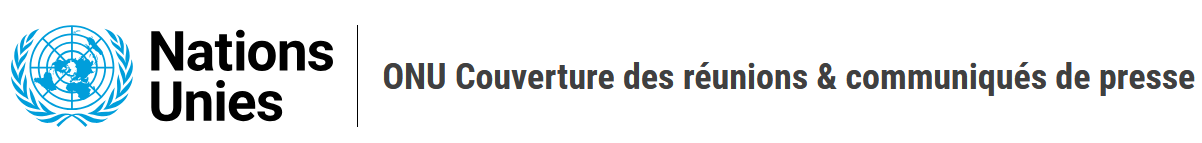 Nations
Unies
ONU Couverture des réunions & communiqués de presse